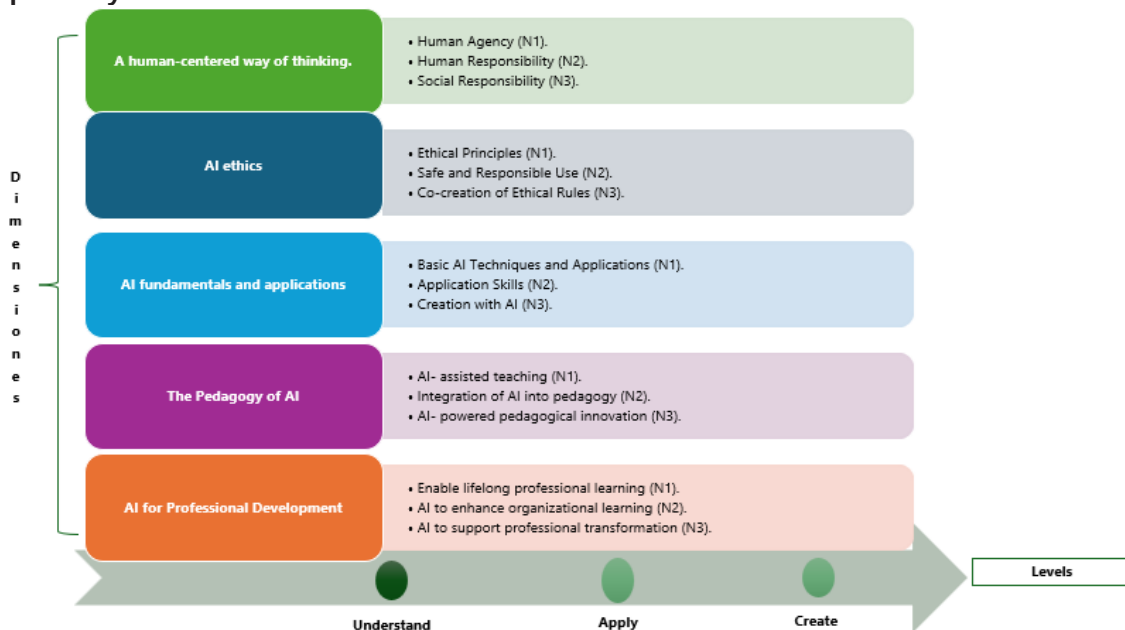 Dimensiones
A human-centered way of thinking.
• Human Agency (N1).
• Human Responsibility (N2).
• Social Responsibility (N3).
AI ethics
• Ethical Principles (N1).
• Safe and Responsible Use (N2).
• Co-creation of Ethical Rules (N3).
AI fundamentals and applications
• Basic AI Techniques and Applications (N1).
• Application Skills (N2).
• Creation with AI (N3).
The Pedagogy of AI
• AI- assisted teaching (N1).
• Integration of AI into pedagogy (N2).
• AI- powered pedagogical innovation (N3).
AI for Professional Development
• Enable lifelong professional learning (N1).
• AI to enhance organizational learning (N2).
• AI to support professional transformation (N3).
Levels
Understand
Apply
Create